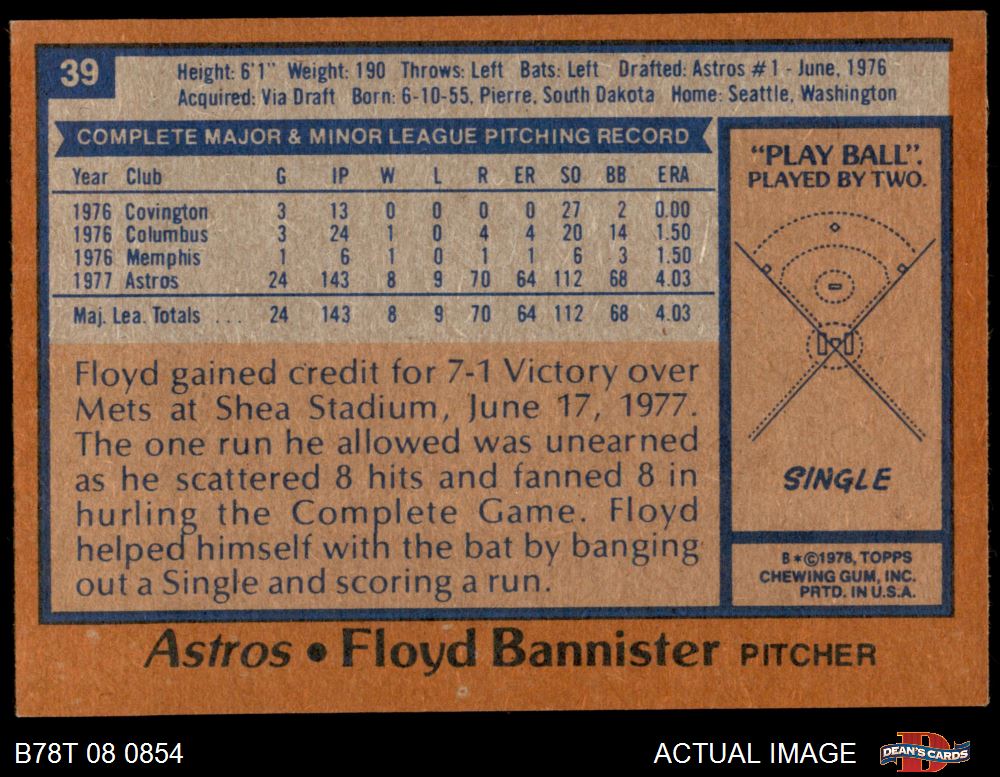 39
Height: 6'1" Weight: 190 Throws: Left Bats: Left Drafted: Astros #1 - June, 1976
Acquired: Via Draft Born: 6-10-55, Pierre, South Dakota Home: Seattle, Washington
COMPLETE MAJOR & MINOR LEAGUE PITCHING RECORD
Year Club G IP W L R ER SO BB ERA
1976 Covington 3 13 0 0 0 0 27 2 0.00
1976 Columbus 3 24 1 0 4 4 20 14 1.50
1976 Memphis 1 6 1 0 1 1 6 3 1.50
1977 Astros 24 143 8 9 70 64 112 68 4.03
Maj. Lea. Totals ... 24 143 8 9 70 64 112 68 4.03
Floyd gained credit for 7-1 Victory over
Mets at Shea Stadium, June 17, 1977.
The one run he allowed was unearned
as he scattered 8 hits and fanned 8 in
hurling the Complete Game. Floyd
helped himself with the bat by banging
out a Single and scoring a run.
"PLAY BALL".
PLAYED BY TWO.
SINGLE
B*©1978, TOPPS
CHEWING GUM, INC.
PRTD. IN U.S.A.
Astros • Floyd Bannister PITCHER
B78T 08 0854
ACTUAL IMAGE
D
DEAN'S CARDS